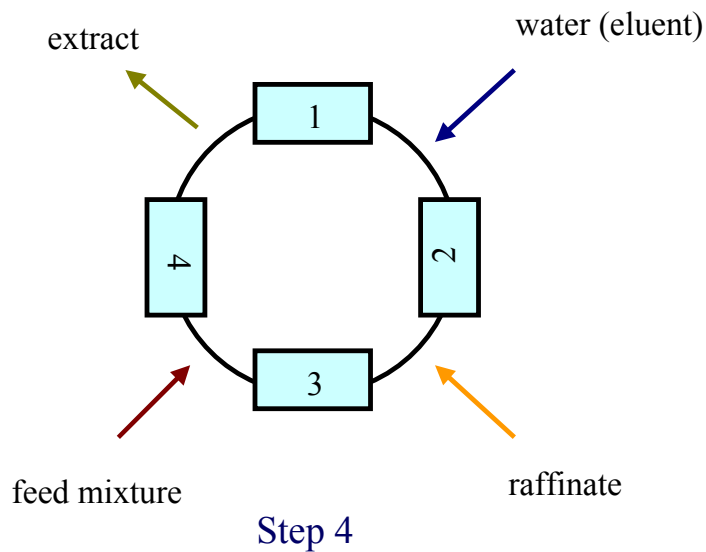 extract
water (eluent)
1
4
2
3
feed mixture
raffinate
Step 4